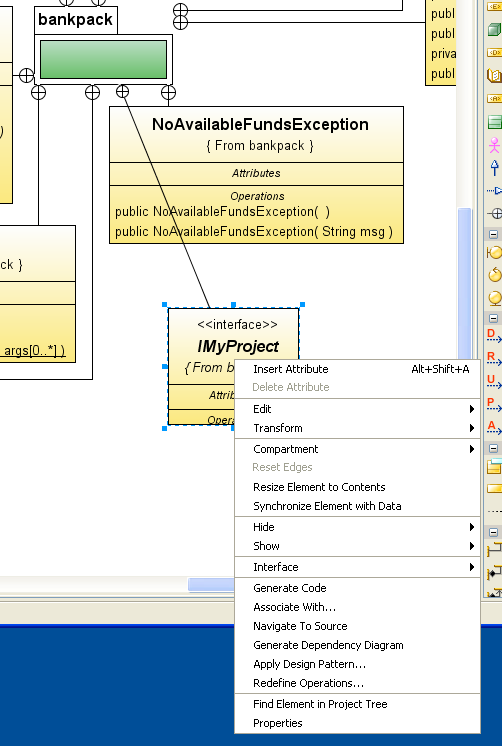 bankpack
publ
publ
priva
publ
)
NoAvailableFundsException
{ From bankpack }
Attributes
Operations
public NoAvailableFundsException( )
public NoAvailableFundsException( String msg )
ck }
args[0..*] )
<<interface>>
IMyProject
{ From b
Attrib
Opera
Insert Attribute Alt+Shift+A
Delete Attribute
Edit
Transform
Compartment
Reset Edges
Resize Element to Contents
Synchronize Element with Data
Hide
Show
Interface
Generate Code
Associate With...
Navigate To Source
Generate Dependency Diagram
Apply Design Pattern...
Redefine Operations...
Find Element in Project Tree
Properties
«E»
«D»
«A»
D
R
U
P
A